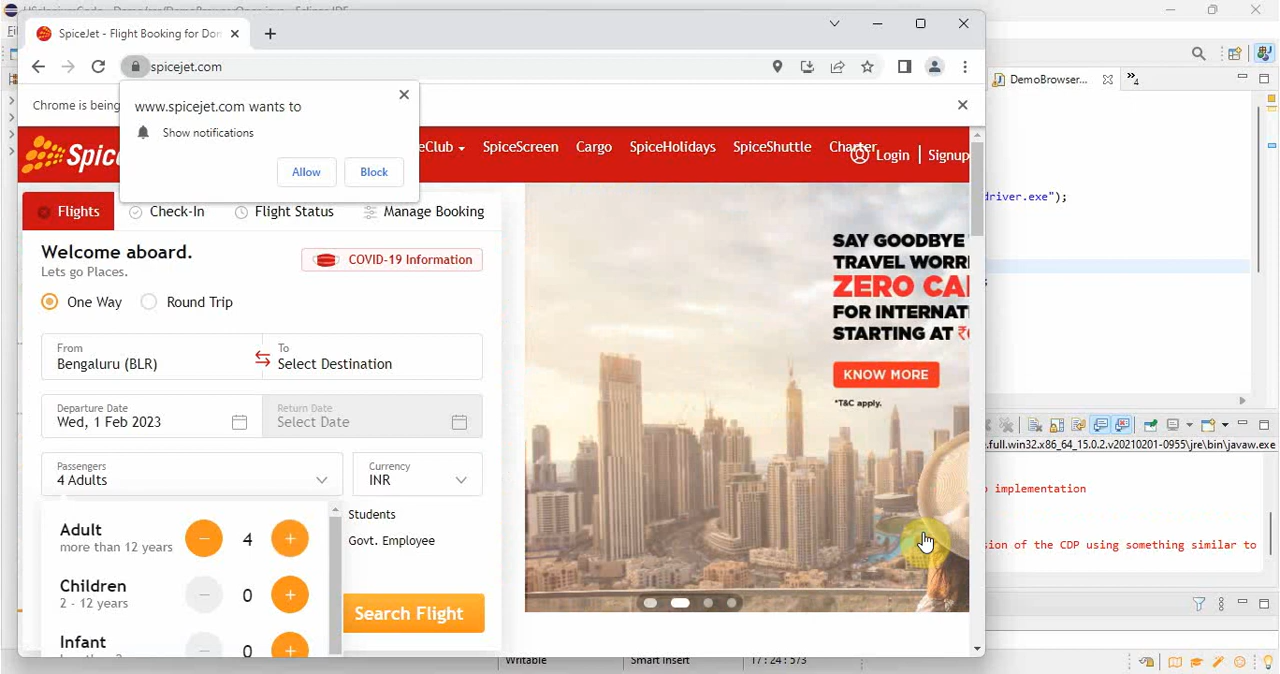 SpiceJet - Flight Booking for Don
spicejet.com
Chrome is being
www.spicejet.com wants to
Show notifications
Allow
Block
DemoBrowser...
4
Spic
eClub
SpiceScreen
Cargo
SpiceHolidays
SpiceShuttle
Charter
Login
Signup
driver.exe");
Flights
Check-In
Flight Status
Manage Booking
Welcome aboard.
Lets go Places.
COVID-19 Information
One Way
Round Trip
SAY GOODBYE
TRAVEL WORR
ZERO CA
FOR INTERNAT
STARTING AT ₹
KNOW MORE
*T&C apply.
From
Bengaluru (BLR)
To
Select Destination
Departure Date
Wed, 1 Feb 2023
Return Date
Select Date
Passengers
4 Adults
Currency
INR
Students
Govt. Employee
Adult
more than 12 years
4
Children
2 - 12 years
0
Infant
0
Search Flight
.full.win32.x86_64_15.0.2.v20210201-0955\jre\bin\javaw.exe
implementation
sion of the CDP using something similar to
Writable
Smart Insert
17 : 24 : 573